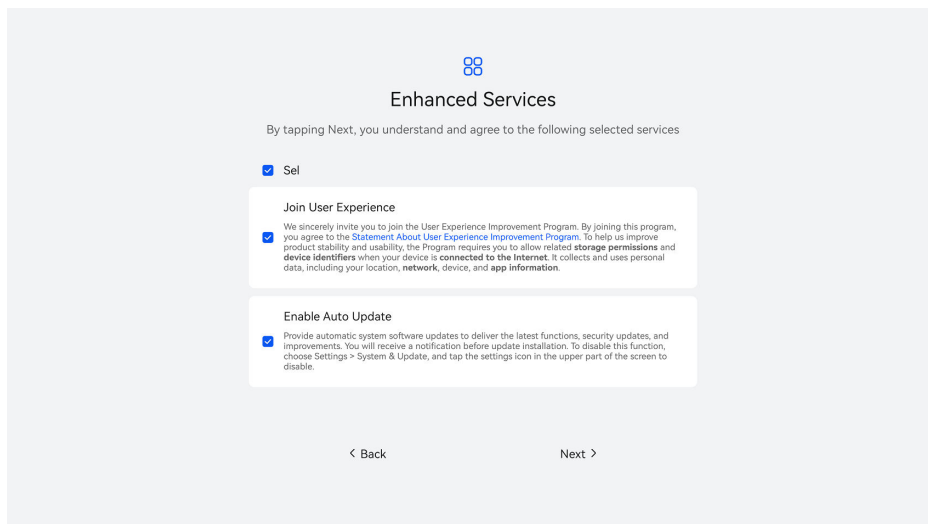 Enhanced Services
By tapping Next, you understand and agree to the following selected services
Sel
Join User Experience
We sincerely invite you to join the User Experience Improvement Program. By joining this program,
you agree to the Statement About User Experience Improvement Program. To help us improve
product stability and usability, the Program requires you to allow related storage permissions and
device identifiers when your device is connected to the Internet. It collects and uses personal
data, including your location, network, device, and app information.
Enable Auto Update
Provide automatic system software updates to deliver the latest functions, security updates, and
improvements. You will receive a notification before update installation. To disable this function,
choose Settings > System & Update, and tap the settings icon in the upper part of the screen to
disable.
< Back
Next >